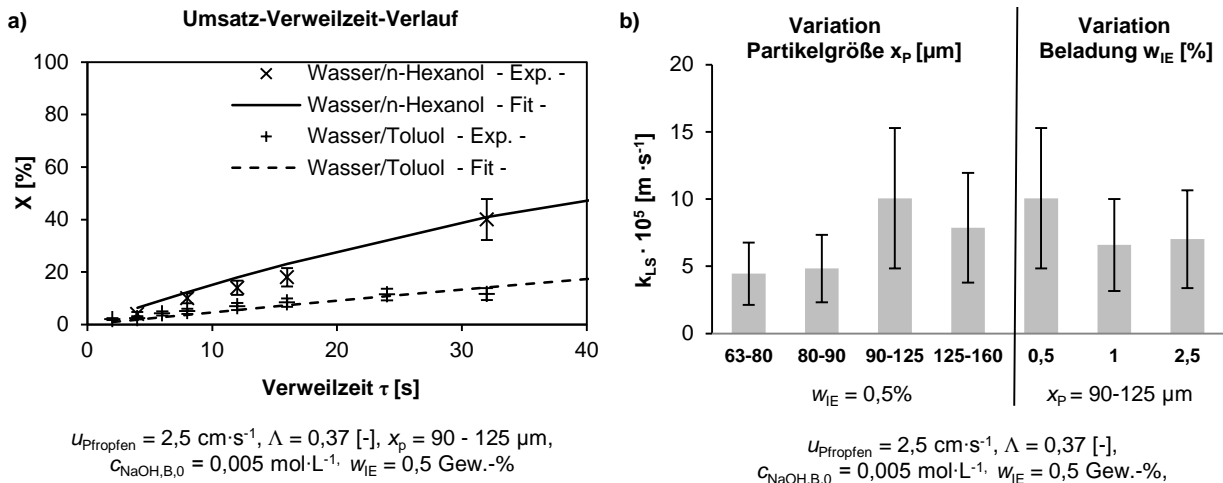 a)
Umsatz-Verweilzeit-Verlauf
X [%]
100
80
60
40
20
0
Wasser/n-Hexanol - Exp. -
Wasser/n-Hexanol - Fit -
Wasser/Toluol - Exp. -
Wasser/Toluol - Fit -
0 10 20 30 40
Verweilzeit τ [s]
u_Pfropfen = 2,5 cm·s⁻¹, Λ = 0,37 [-], x_p = 90 - 125 µm,
c_NaOH,B,0 = 0,005 mol·L⁻¹, w_IE = 0,5 Gew.-%
b)
Variation
Partikelgröße x_P [µm]
Variation
Beladung w_IE [%]
k_LS · 10⁵ [m ·s⁻¹]
20
15
10
5
0
63-80 80-90 90-125 125-160 0,5 1 2,5
w_IE = 0,5% x_P = 90-125 µm
u_Pfropfen = 2,5 cm·s⁻¹, Λ = 0,37 [-],
c_NaOH,B,0 = 0,005 mol·L⁻¹, w_IE = 0,5 Gew.-%,